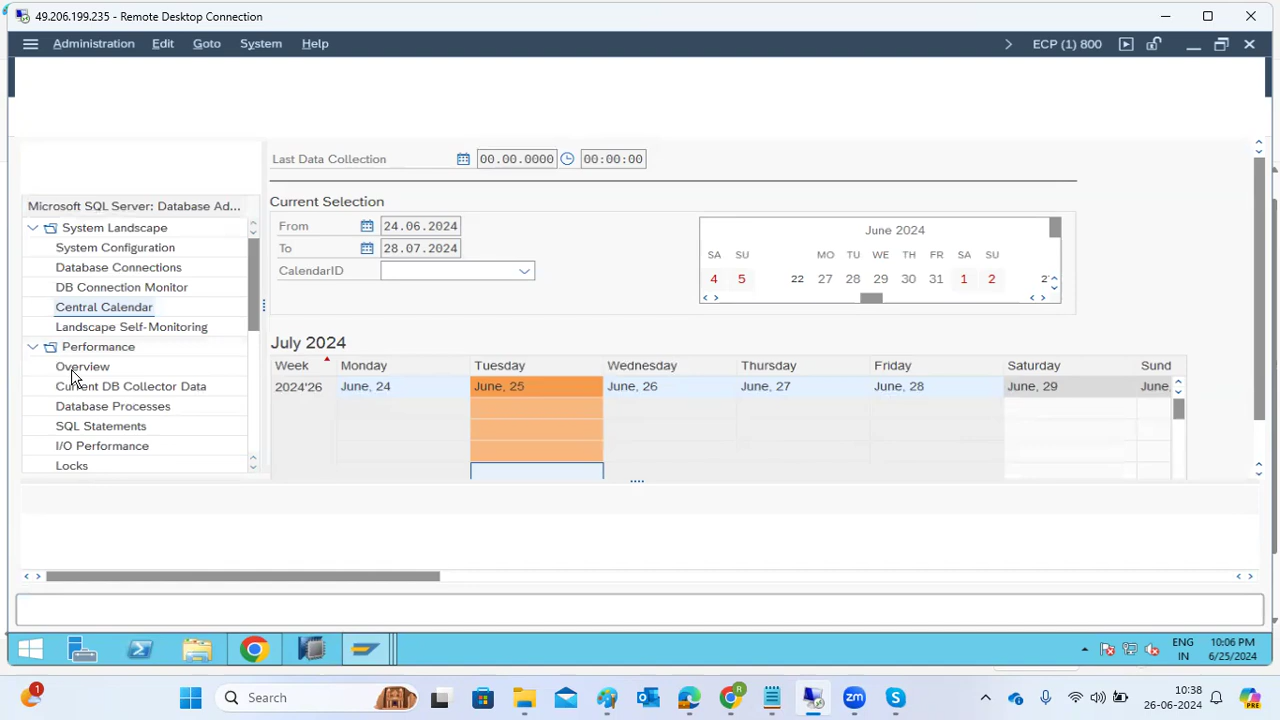 49.206.199.235 - Remote Desktop Connection
Administration Edit Goto System Help ECP (1) 800
Last Data Collection 00.00.0000 00:00:00
Current Selection
From 24.06.2024
To 28.07.2024
CalendarID
June 2024
SA SU MO TU WE TH FR SA SU
4 5 22 27 28 29 30 31 1 2
Microsoft SQL Server: Database Ad...
System Landscape
System Configuration
Database Connections
DB Connection Monitor
Central Calendar
Landscape Self-Monitoring
Performance
Overview
Current DB Collector Data
Database Processes
SQL Statements
I/O Performance
Locks
July 2024
Week Monday Tuesday Wednesday Thursday Friday Saturday Sund
2024'26 June, 24 June, 25 June, 26 June, 27 June, 28 June, 29 June
ENG 10:06 PM
IN 6/25/2024
1 Search PRE 10:38
26-06-2024